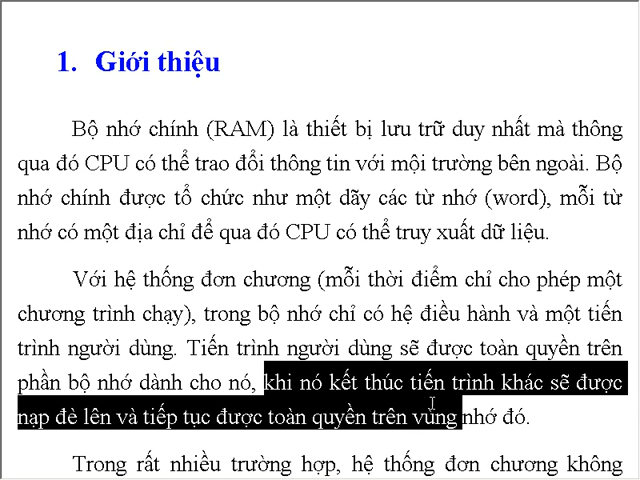 1. Giới thiệu
Bộ nhớ chính (RAM) là thiết bị lưu trữ duy nhất mà thông
qua đó CPU có thể trao đổi thông tin với mội trường bên ngoài. Bộ
nhớ chính được tổ chức như một dãy các từ nhớ (word), mỗi từ
nhớ có một địa chỉ để qua đó CPU có thể truy xuất dữ liệu.
Với hệ thống đơn chương (mỗi thời điểm chỉ cho phép một
chương trình chạy), trong bộ nhớ chỉ có hệ điều hành và một tiến
trình người dùng. Tiến trình người dùng sẽ được toàn quyền trên
phần bộ nhớ dành cho nó, khi nó kết thúc tiến trình khác sẽ được
nạp đè lên và tiếp tục được toàn quyền trên vùng nhớ đó.
Trong rất nhiều trường hợp, hệ thống đơn chương không